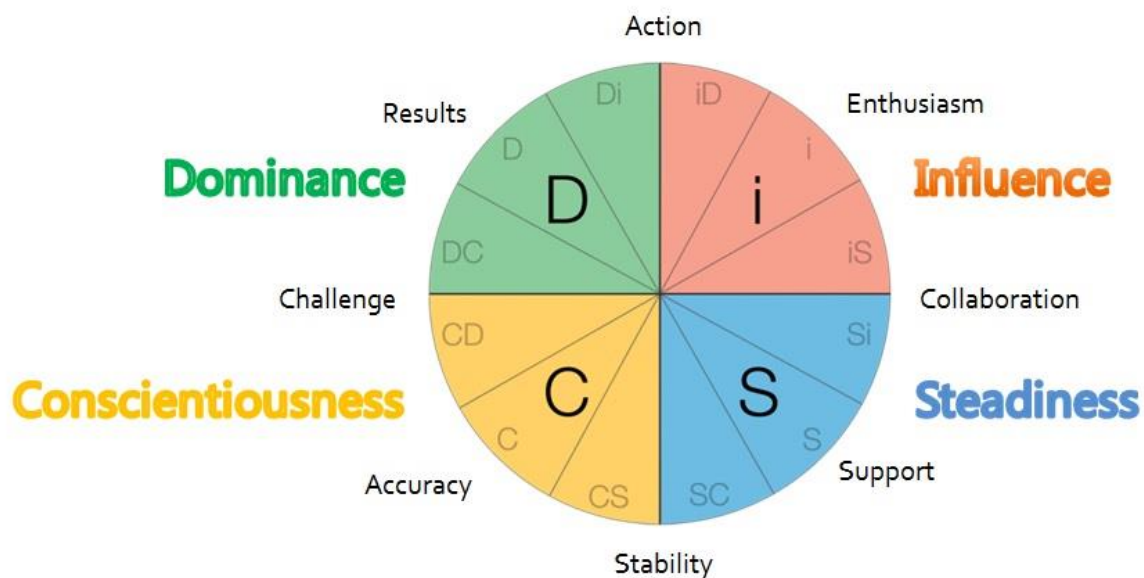 Action
Di
iD
Results
Enthusiasm
D
i
Dominance
D
i
Influence
DC
iS
Challenge
Collaboration
CD
Si
Conscientiousness
C
S
Steadiness
C
S
Accuracy
Support
CS
SC
Stability